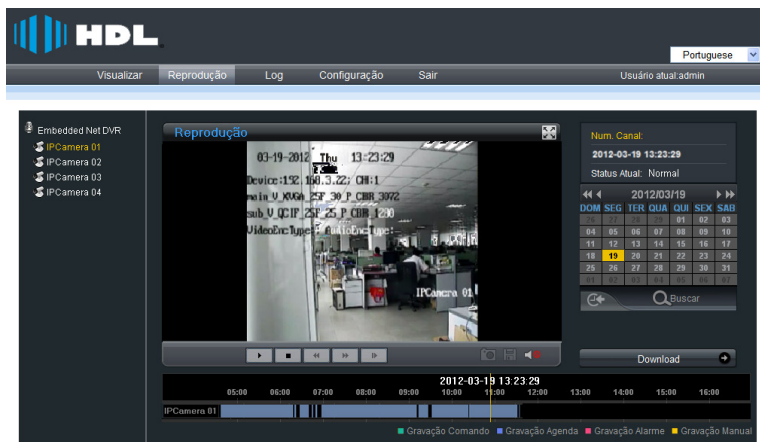 HDL
Portuguese
Visualizar Reprodução Log Configuração Sair Usuário atual:admin
Embedded Net DVR
IPCamera 01
IPCamera 02
IPCamera 03
IPCamera 04
Reprodução
03-19-2012 Thu 13:23:29
Device:192.168.3.22; CH:1
main_V_XVGA_25F_30_P_CBR_3072
sub_V_QCIF_25F_25_P_CBR_1280
VideoEncType: AudioEncType:
IPCamera 01
Num. Canal:
2012-03-19 13:23:29
Status Atual: Normal
2012/03/19
DOM SEG TER QUA QUI SEX SAB
26 27 28 29 01 02 03
04 05 06 07 08 09 10
11 12 13 14 15 16 17
18 19 20 21 22 23 24
25 26 27 28 29 30 31
01 02 03 04 05 06 07
Buscar
Download
2012-03-19 13:23:29
05:00 06:00 07:00 08:00 09:00 10:00 11:00 12:00 13:00 14:00 15:00 16:00
IPCamera 01
Gravação Comando Gravação Agenda Gravação Alarme Gravação Manual